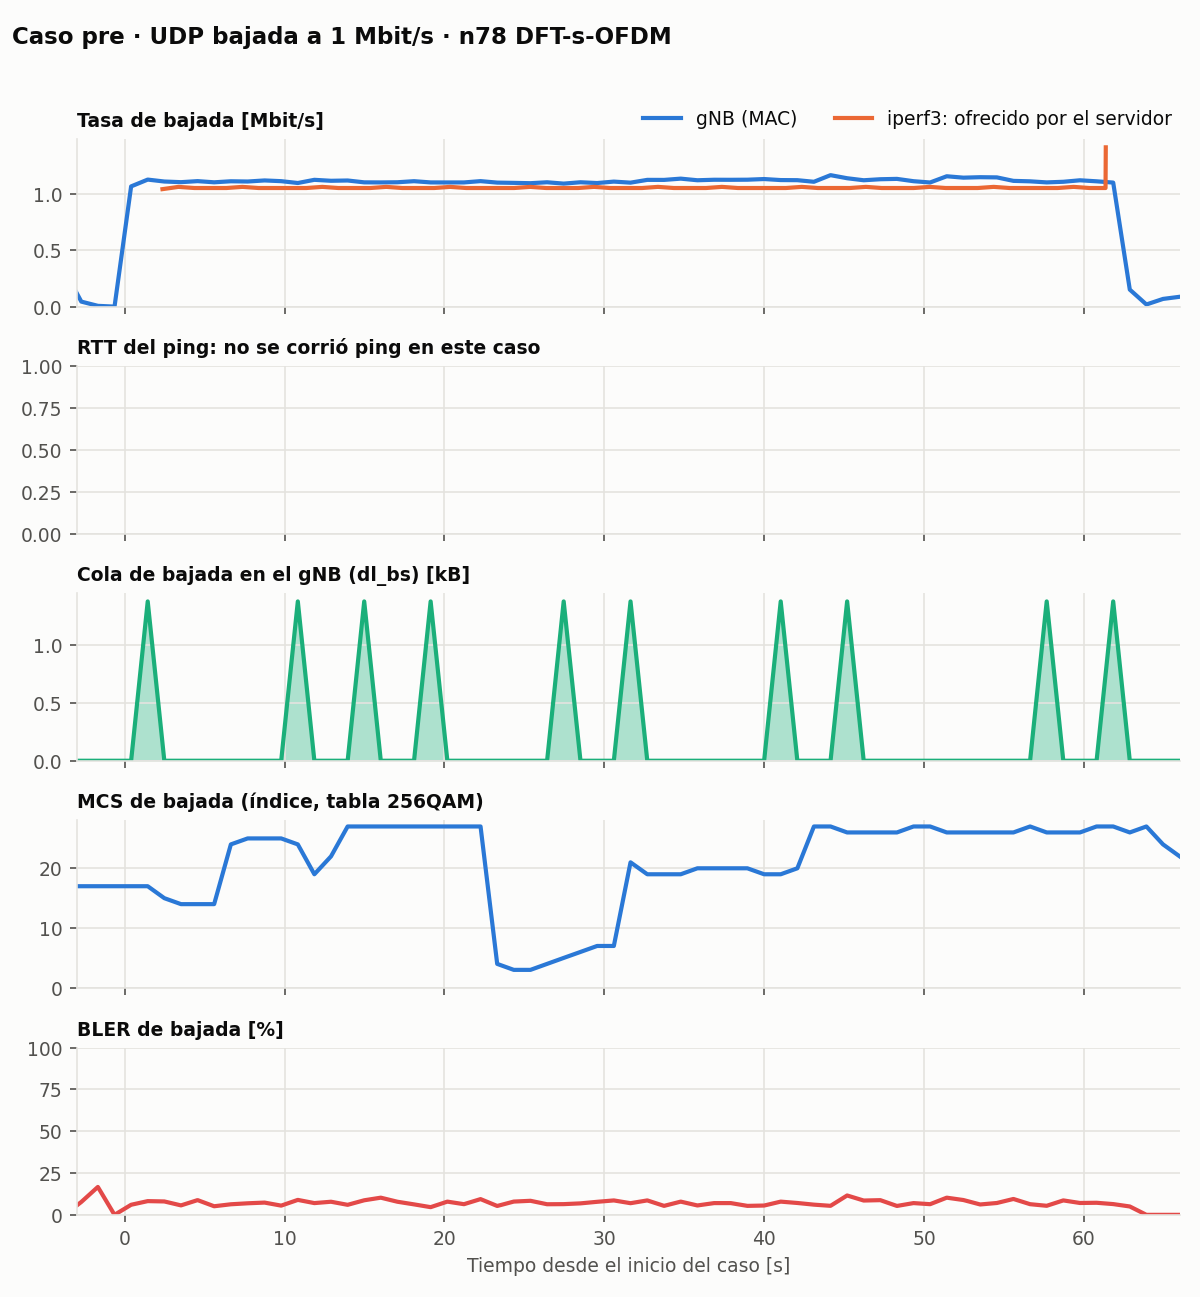 Caso pre · UDP bajada a 1 Mbit/s · n78 DFT-s-OFDM
Tasa de bajada [Mbit/s]
gNB (MAC)
iperf3: ofrecido por el servidor
1.0
0.5
0.0
RTT del ping: no se corrió ping en este caso
1.00
0.75
0.50
0.25
0.00
Cola de bajada en el gNB (dl_bs) [kB]
1.0
0.5
0.0
MCS de bajada (índice, tabla 256QAM)
20
10
0
BLER de bajada [%]
100
75
50
25
0
0 10 20 30 40 50 60
Tiempo desde el inicio del caso [s]